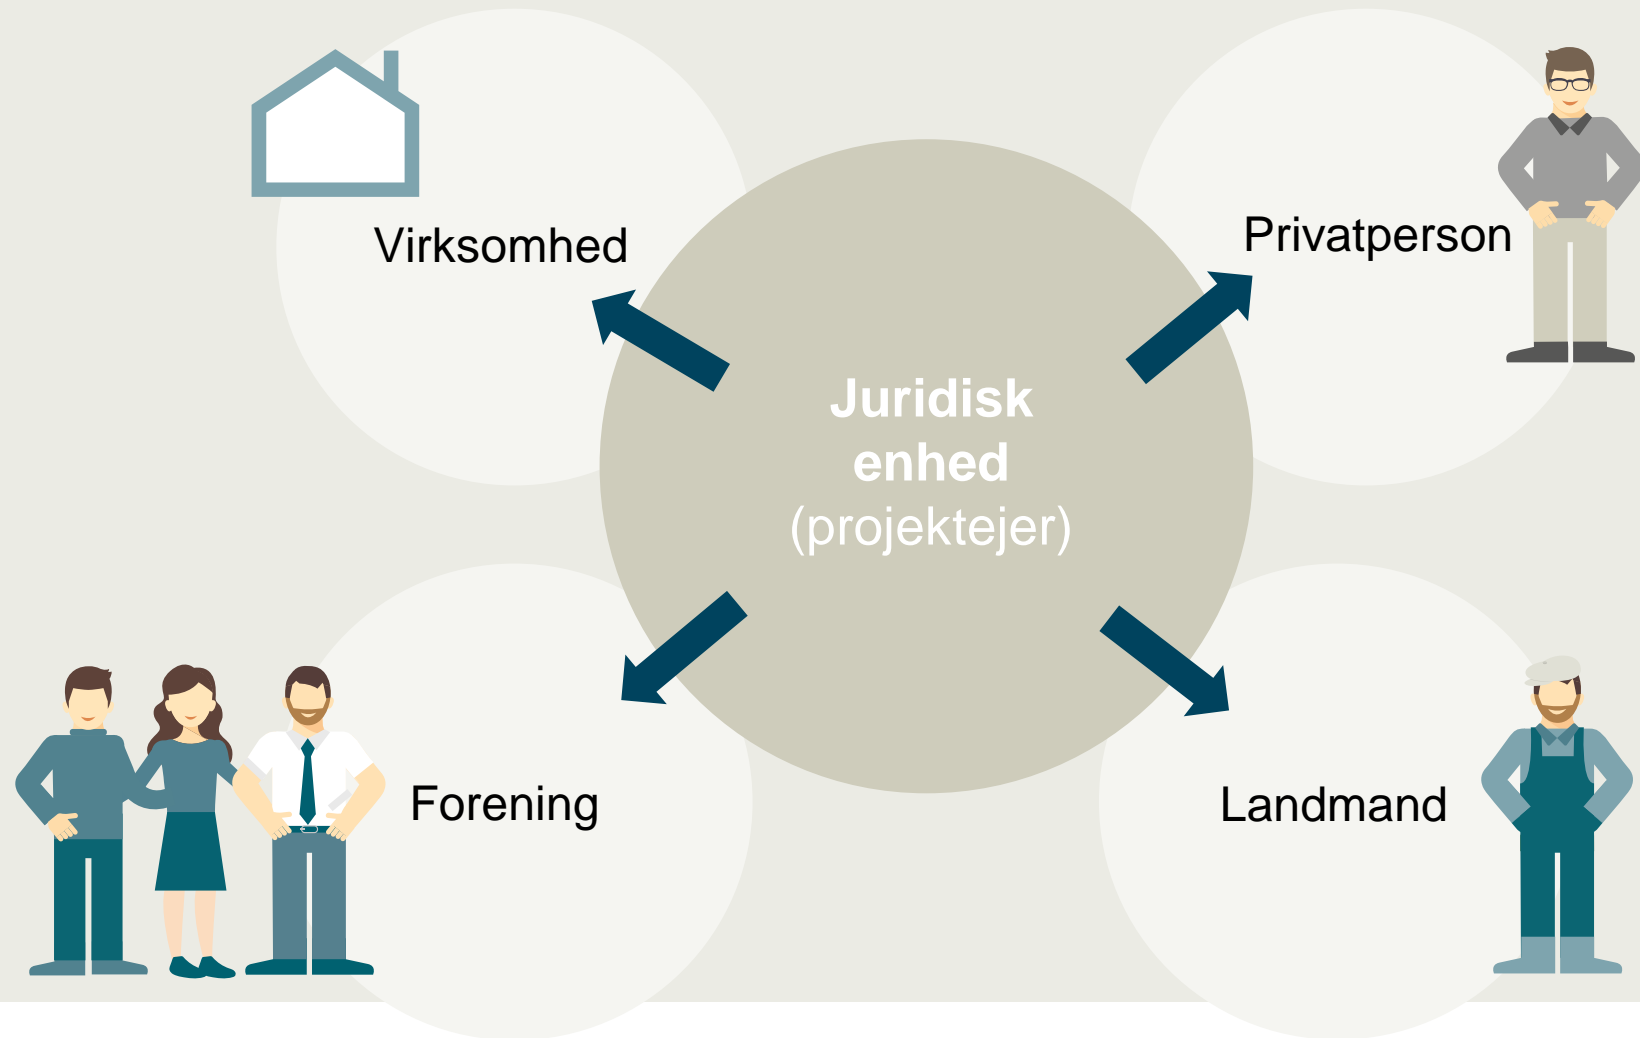 Virksomhed
Privatperson
Juridisk
enhed
(projektejer)
Forening
Landmand